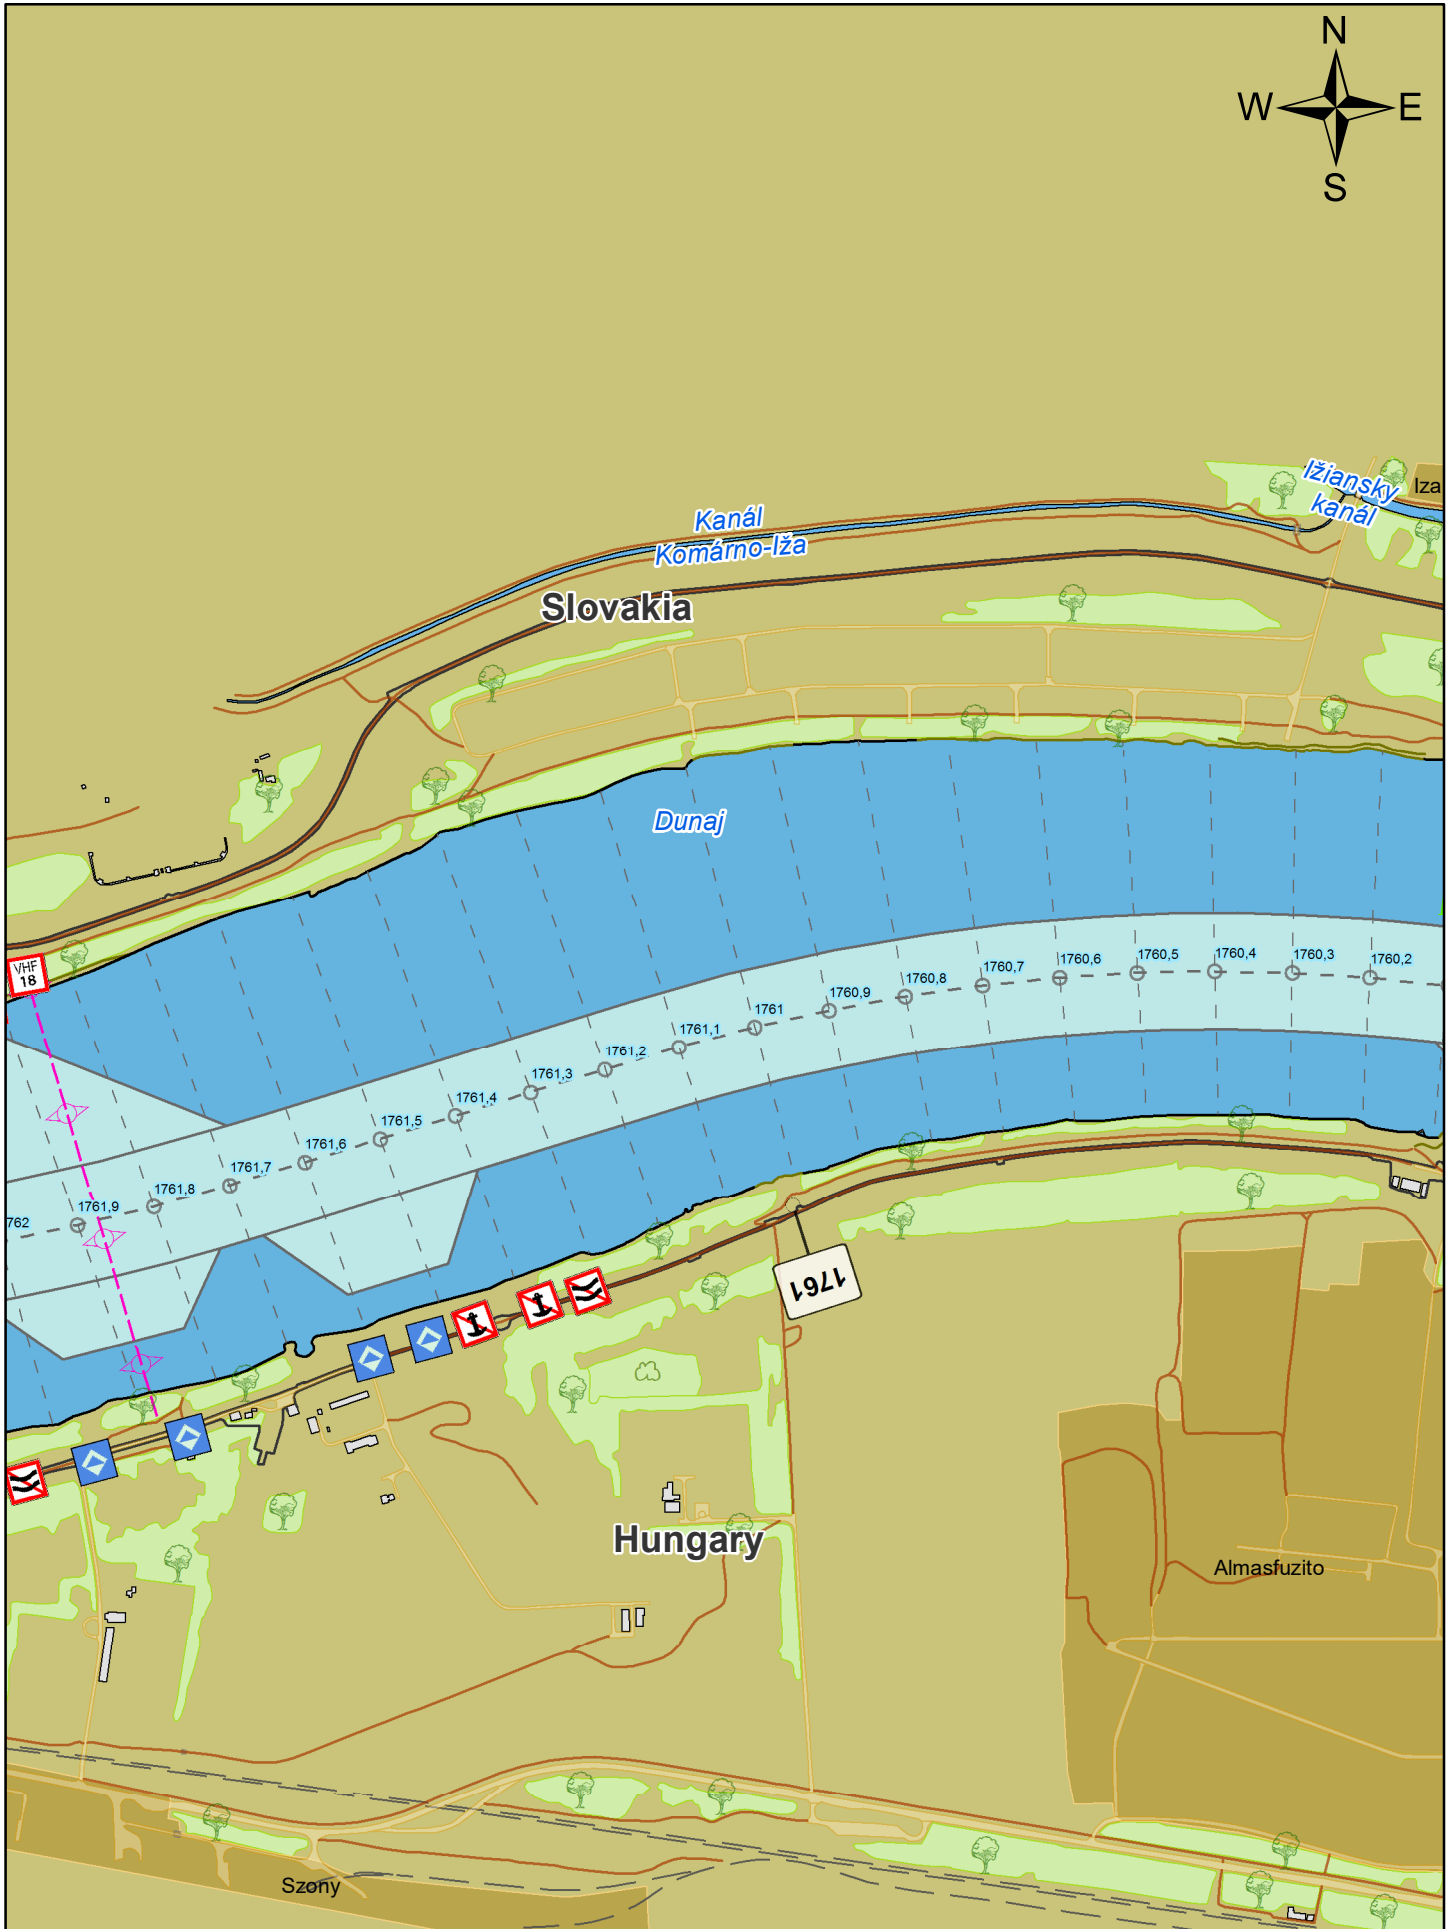 N
W E
S
Ižiansky
kanál
Iza
Kanál
Komárno-Iža
Slovakia
Dunaj
VHF
18
1760,2
1760,3
1760,4
1760,5
1760,6
1760,7
1760,8
1760,9
1761
1761,1
1761,2
1761,3
1761,4
1761,5
1761,6
1761,7
1761,8
1761,9
762
1761
Hungary
Almasfuzito
Szony